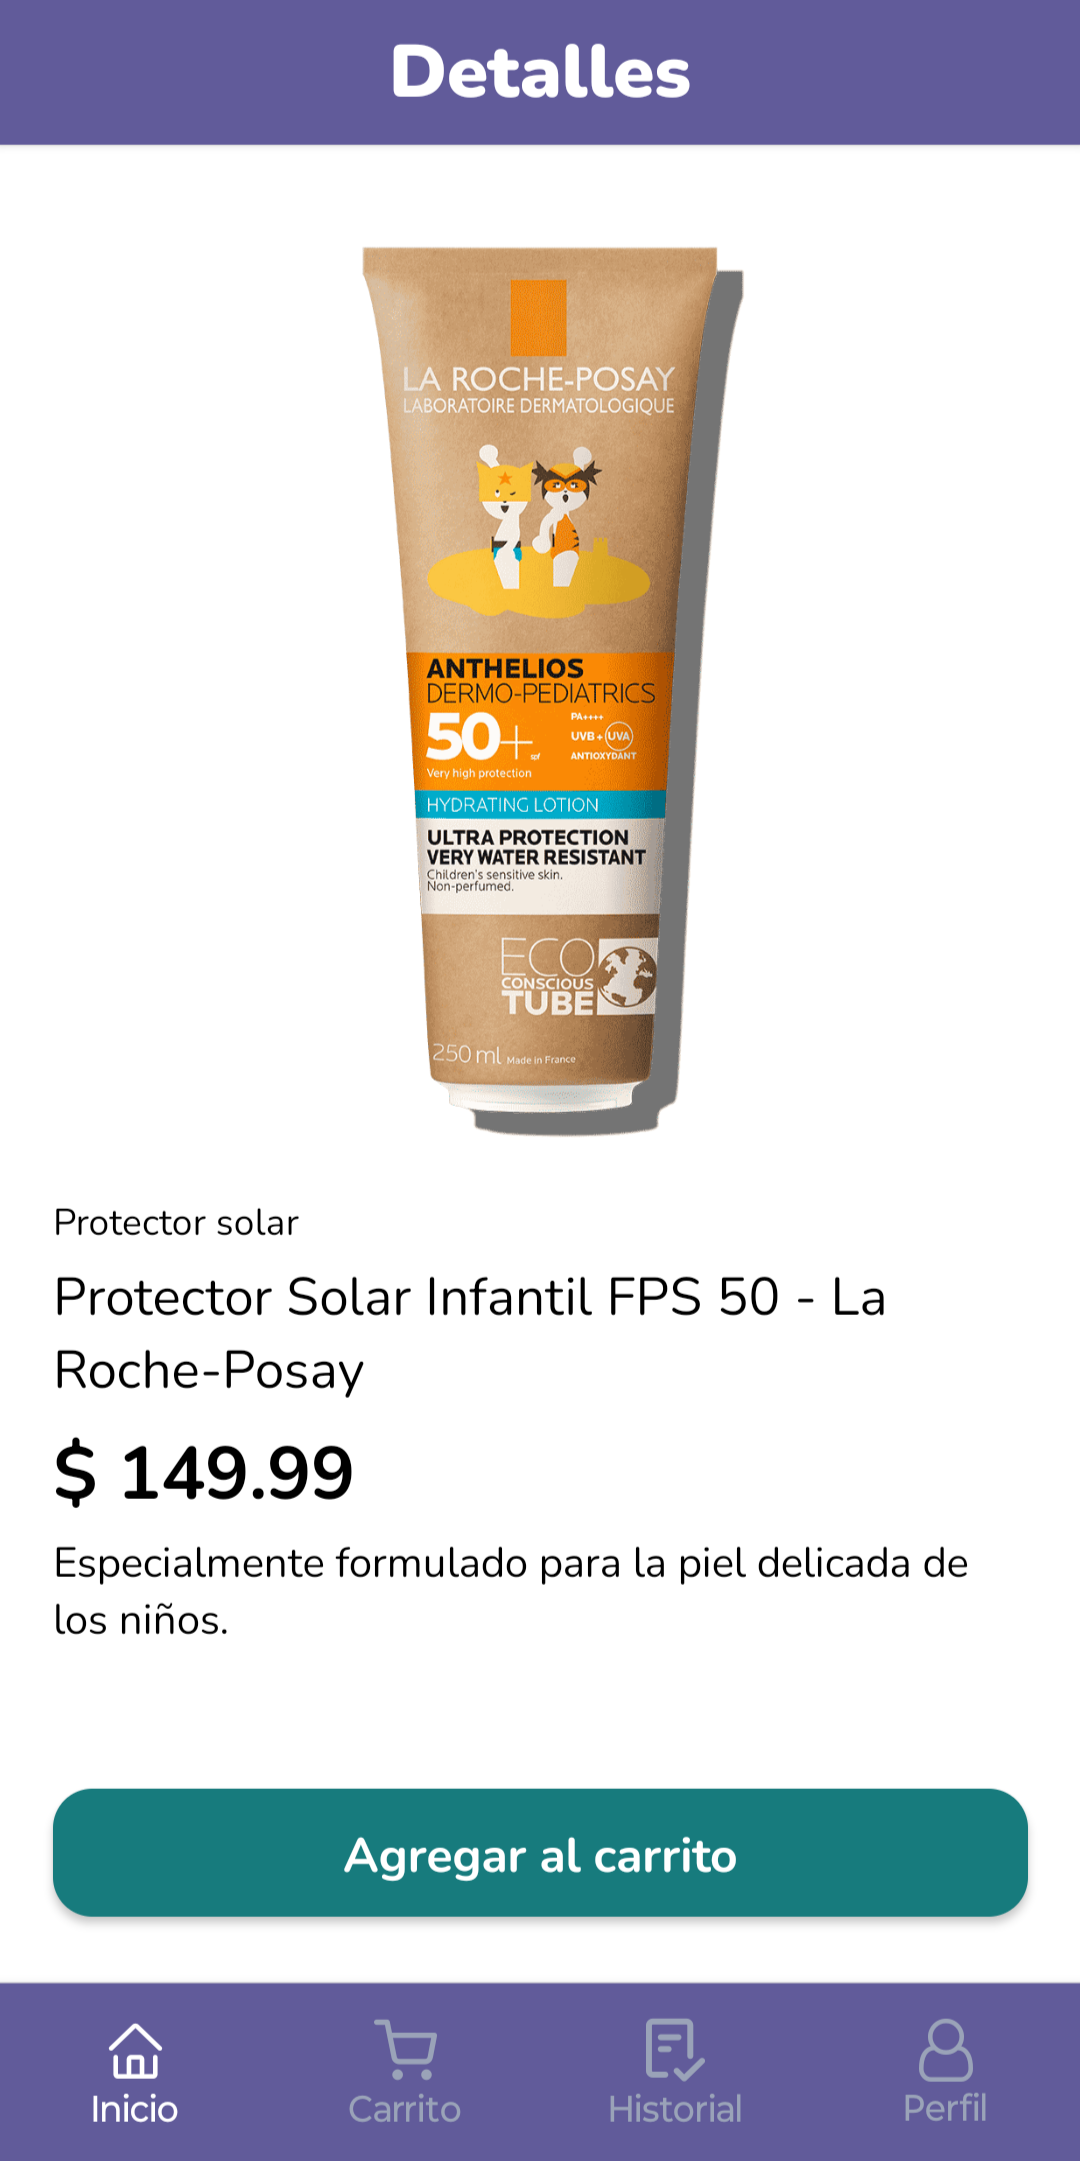 Detalles
LA ROCHE-POSAY
LABORATOIRE DERMATOLOGIQUE
ANTHELIOS
DERMO-PEDIATRICS
50+ spf
PA++++
UVB + UVA
ANTIOXYDANT
Very high protection
HYDRATING LOTION
ULTRA PROTECTION
VERY WATER RESISTANT
Children's sensitive skin.
Non-perfumed.
ECO
CONSCIOUS
TUBE
250 ml Made in France
Protector solar
Protector Solar Infantil FPS 50 - La
Roche-Posay
$ 149.99
Especialmente formulado para la piel delicada de
los niños.
Agregar al carrito
Inicio
Carrito
Historial
Perfil